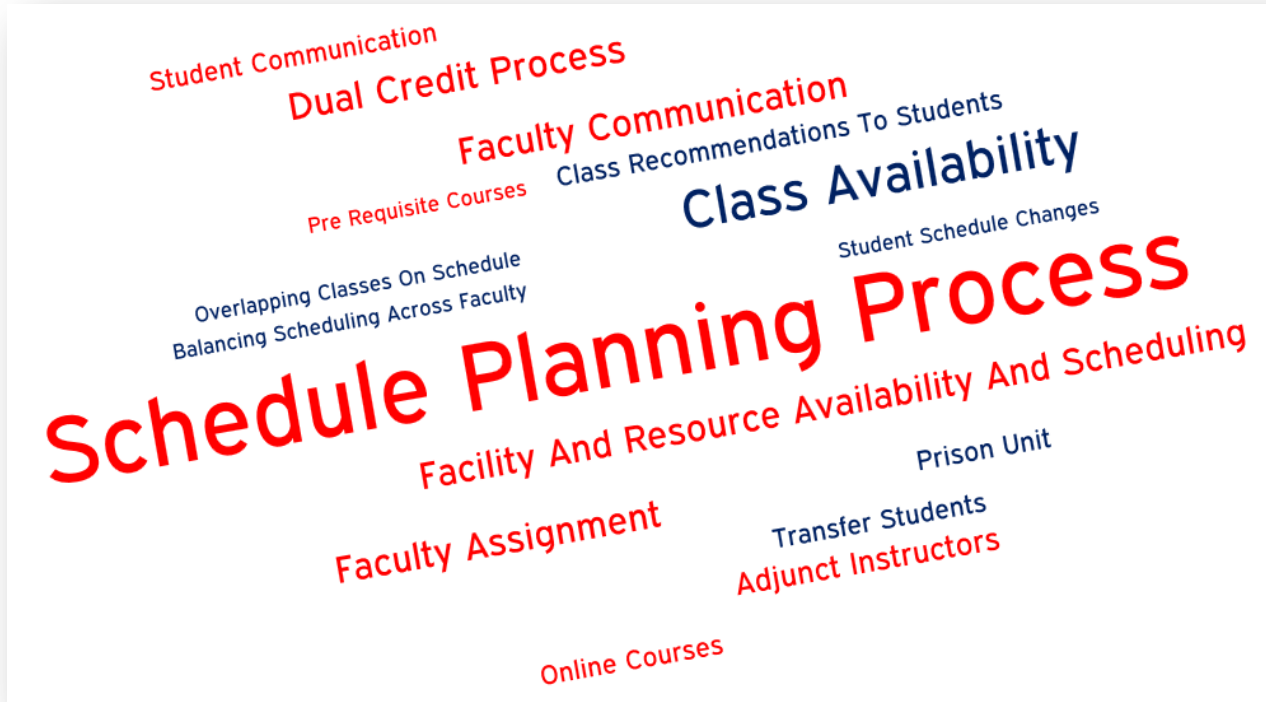 Student Communication
Dual Credit Process
Faculty Communication
Class Recommendations To Students
Class Availability
Pre Requisite Courses
Student Schedule Changes
Overlapping Classes On Schedule
Balancing Scheduling Across Faculty
Schedule Planning Process
Facility And Resource Availability And Scheduling
Prison Unit
Faculty Assignment
Transfer Students
Adjunct Instructors
Online Courses